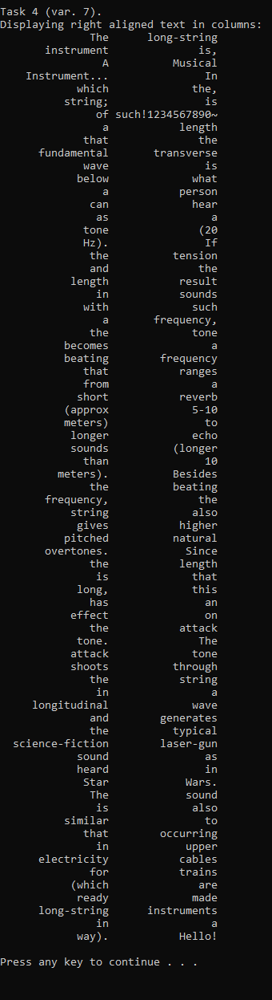 Task 4 (var. 7).
Displaying right aligned text in columns:
The long-string
instrument is,
A Musical
Instrument... In
which the,
string; is
of such!1234567890~
a length
that the
fundamental transverse
wave is
below what
a person
can hear
as a
tone (20
Hz). If
the tension
and the
length result
in sounds
with such
a frequency,
the tone
becomes a
beating frequency
that ranges
from a
short reverb
(approx 5-10
meters) to
longer echo
sounds (longer
than 10
meters). Besides
the beating
frequency, the
string also
gives higher
pitched natural
overtones. Since
the length
is that
long, this
has an
effect on
the attack
tone. The
attack tone
shoots through
the string
in a
longitudinal wave
and generates
the typical
science-fiction laser-gun
sound as
heard in
Star Wars.
The sound
is also
similar to
that occurring
in upper
electricity cables
for trains
(which are
ready made
long-string instruments
in a
way). Hello!
Press any key to continue . . .